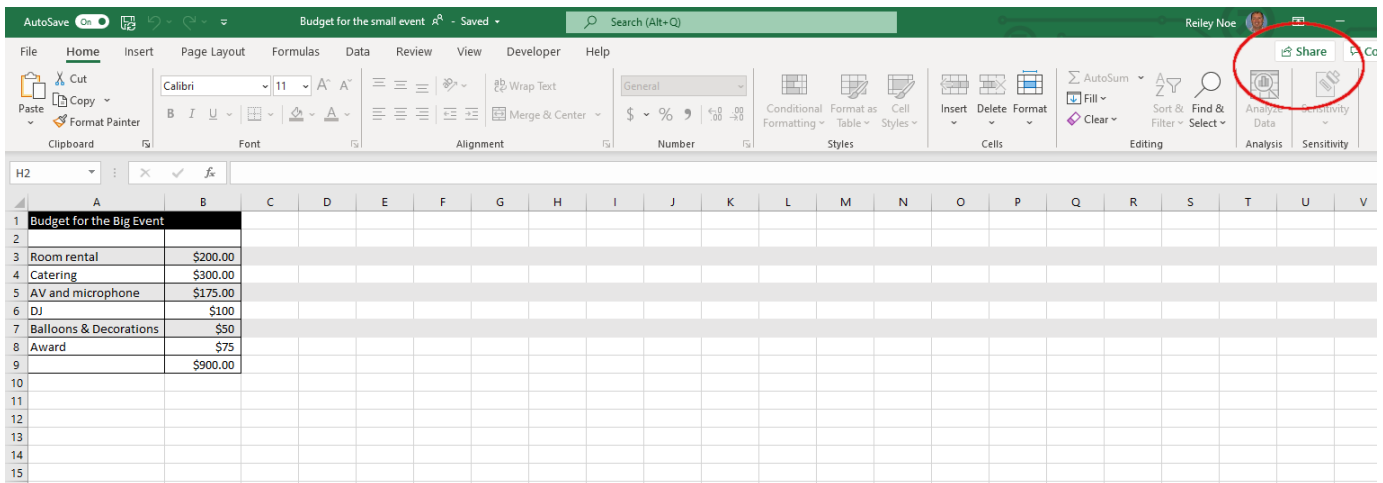 AutoSave On Budget for the small event - Saved Search (Alt+Q) Reiley Noe
File Home Insert Page Layout Formulas Data Review View Developer Help Share Co
Paste
Cut
Copy
Format Painter
Clipboard
Calibri 11 A^ A˅
B I U A
Font
Wrap Text
Merge & Center
Alignment
General
$ % 9 .00
Number
Conditional Formatting
Format as Table
Cell Styles
Styles
Insert Delete Format
Cells
AutoSum
Fill
Clear
Sort & Filter
Find & Select
Editing
Analyze Data
Analysis
Sensitivity
Sensitivity
H2 fx
A B C D E F G H I J K L M N O P Q R S T U V
1 Budget for the Big Event
2
3 Room rental $200.00
4 Catering $300.00
5 AV and microphone $175.00
6 DJ $100
7 Balloons & Decorations $50
8 Award $75
9 $900.00
10
11
12
13
14
15